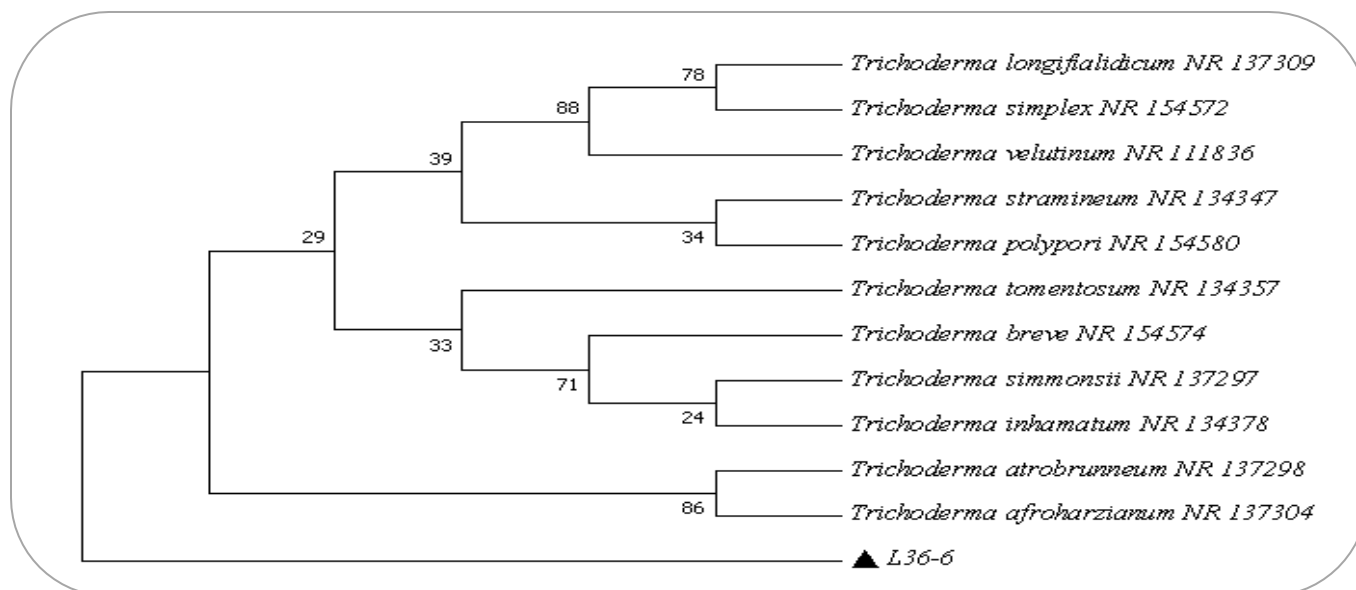 Trichoderma longifialidicum NR 137309
78
Trichoderma simplex NR 154572
88
Trichoderma velutinum NR 111836
39
Trichoderma stramineum NR 134347
34
Trichoderma polypori NR 154580
29
Trichoderma tomentosum NR 134357
33
Trichoderma breve NR 154574
71
Trichoderma simmonsii NR 137297
24
Trichoderma inhamatum NR 134378
Trichoderma atrobrunneum NR 137298
86
Trichoderma afroharzianum NR 137304
L36-6